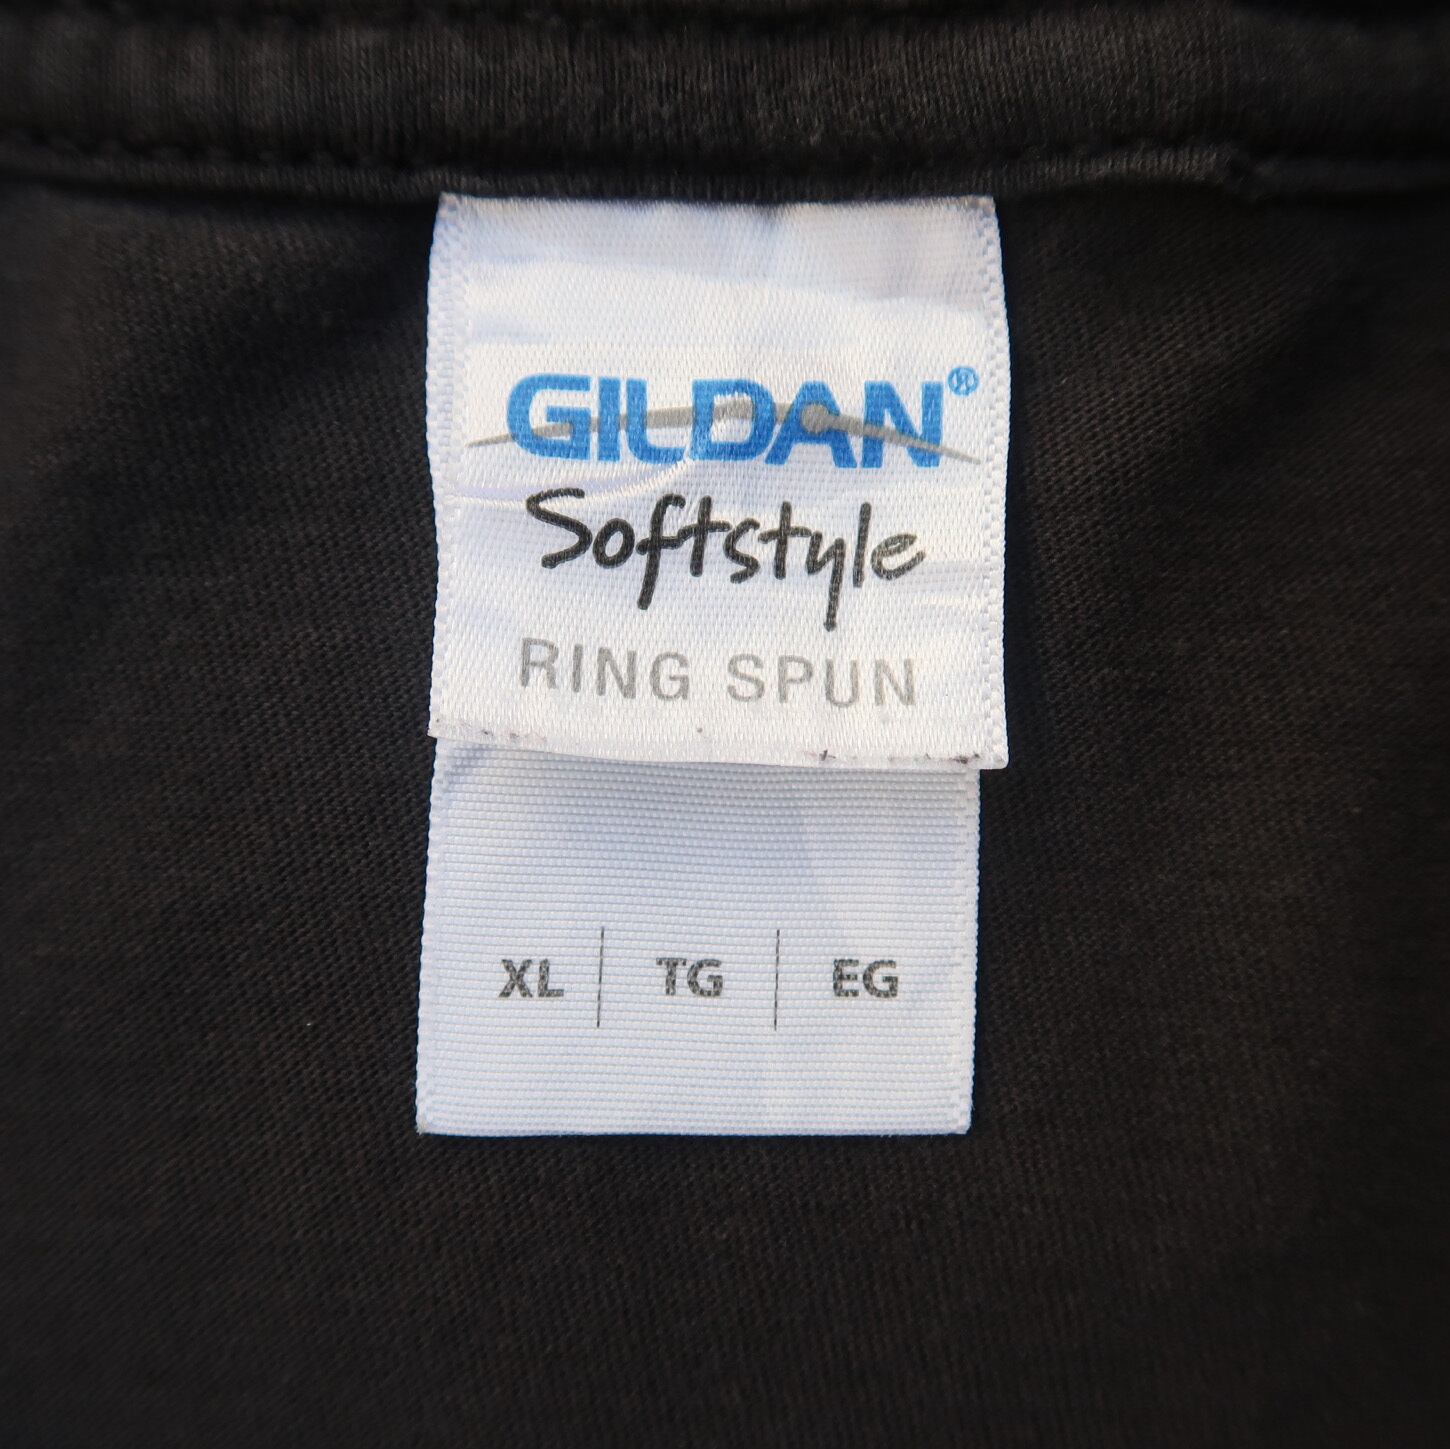 GILDAN®
Softstyle
RING SPUN
XL | TG | EG